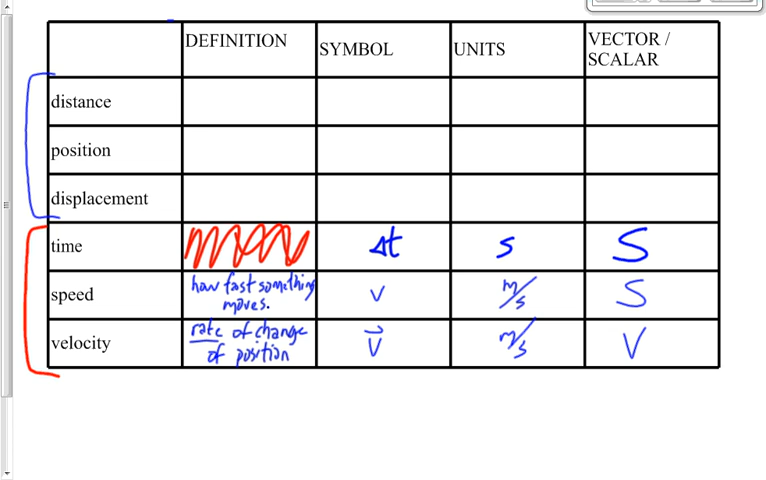 DEFINITION SYMBOL UNITS VECTOR /
SCALAR
distance
position
displacement
time Δt s S
speed how fast something
moves. v m/s S
velocity rate of change
of position v⃗ m/s V